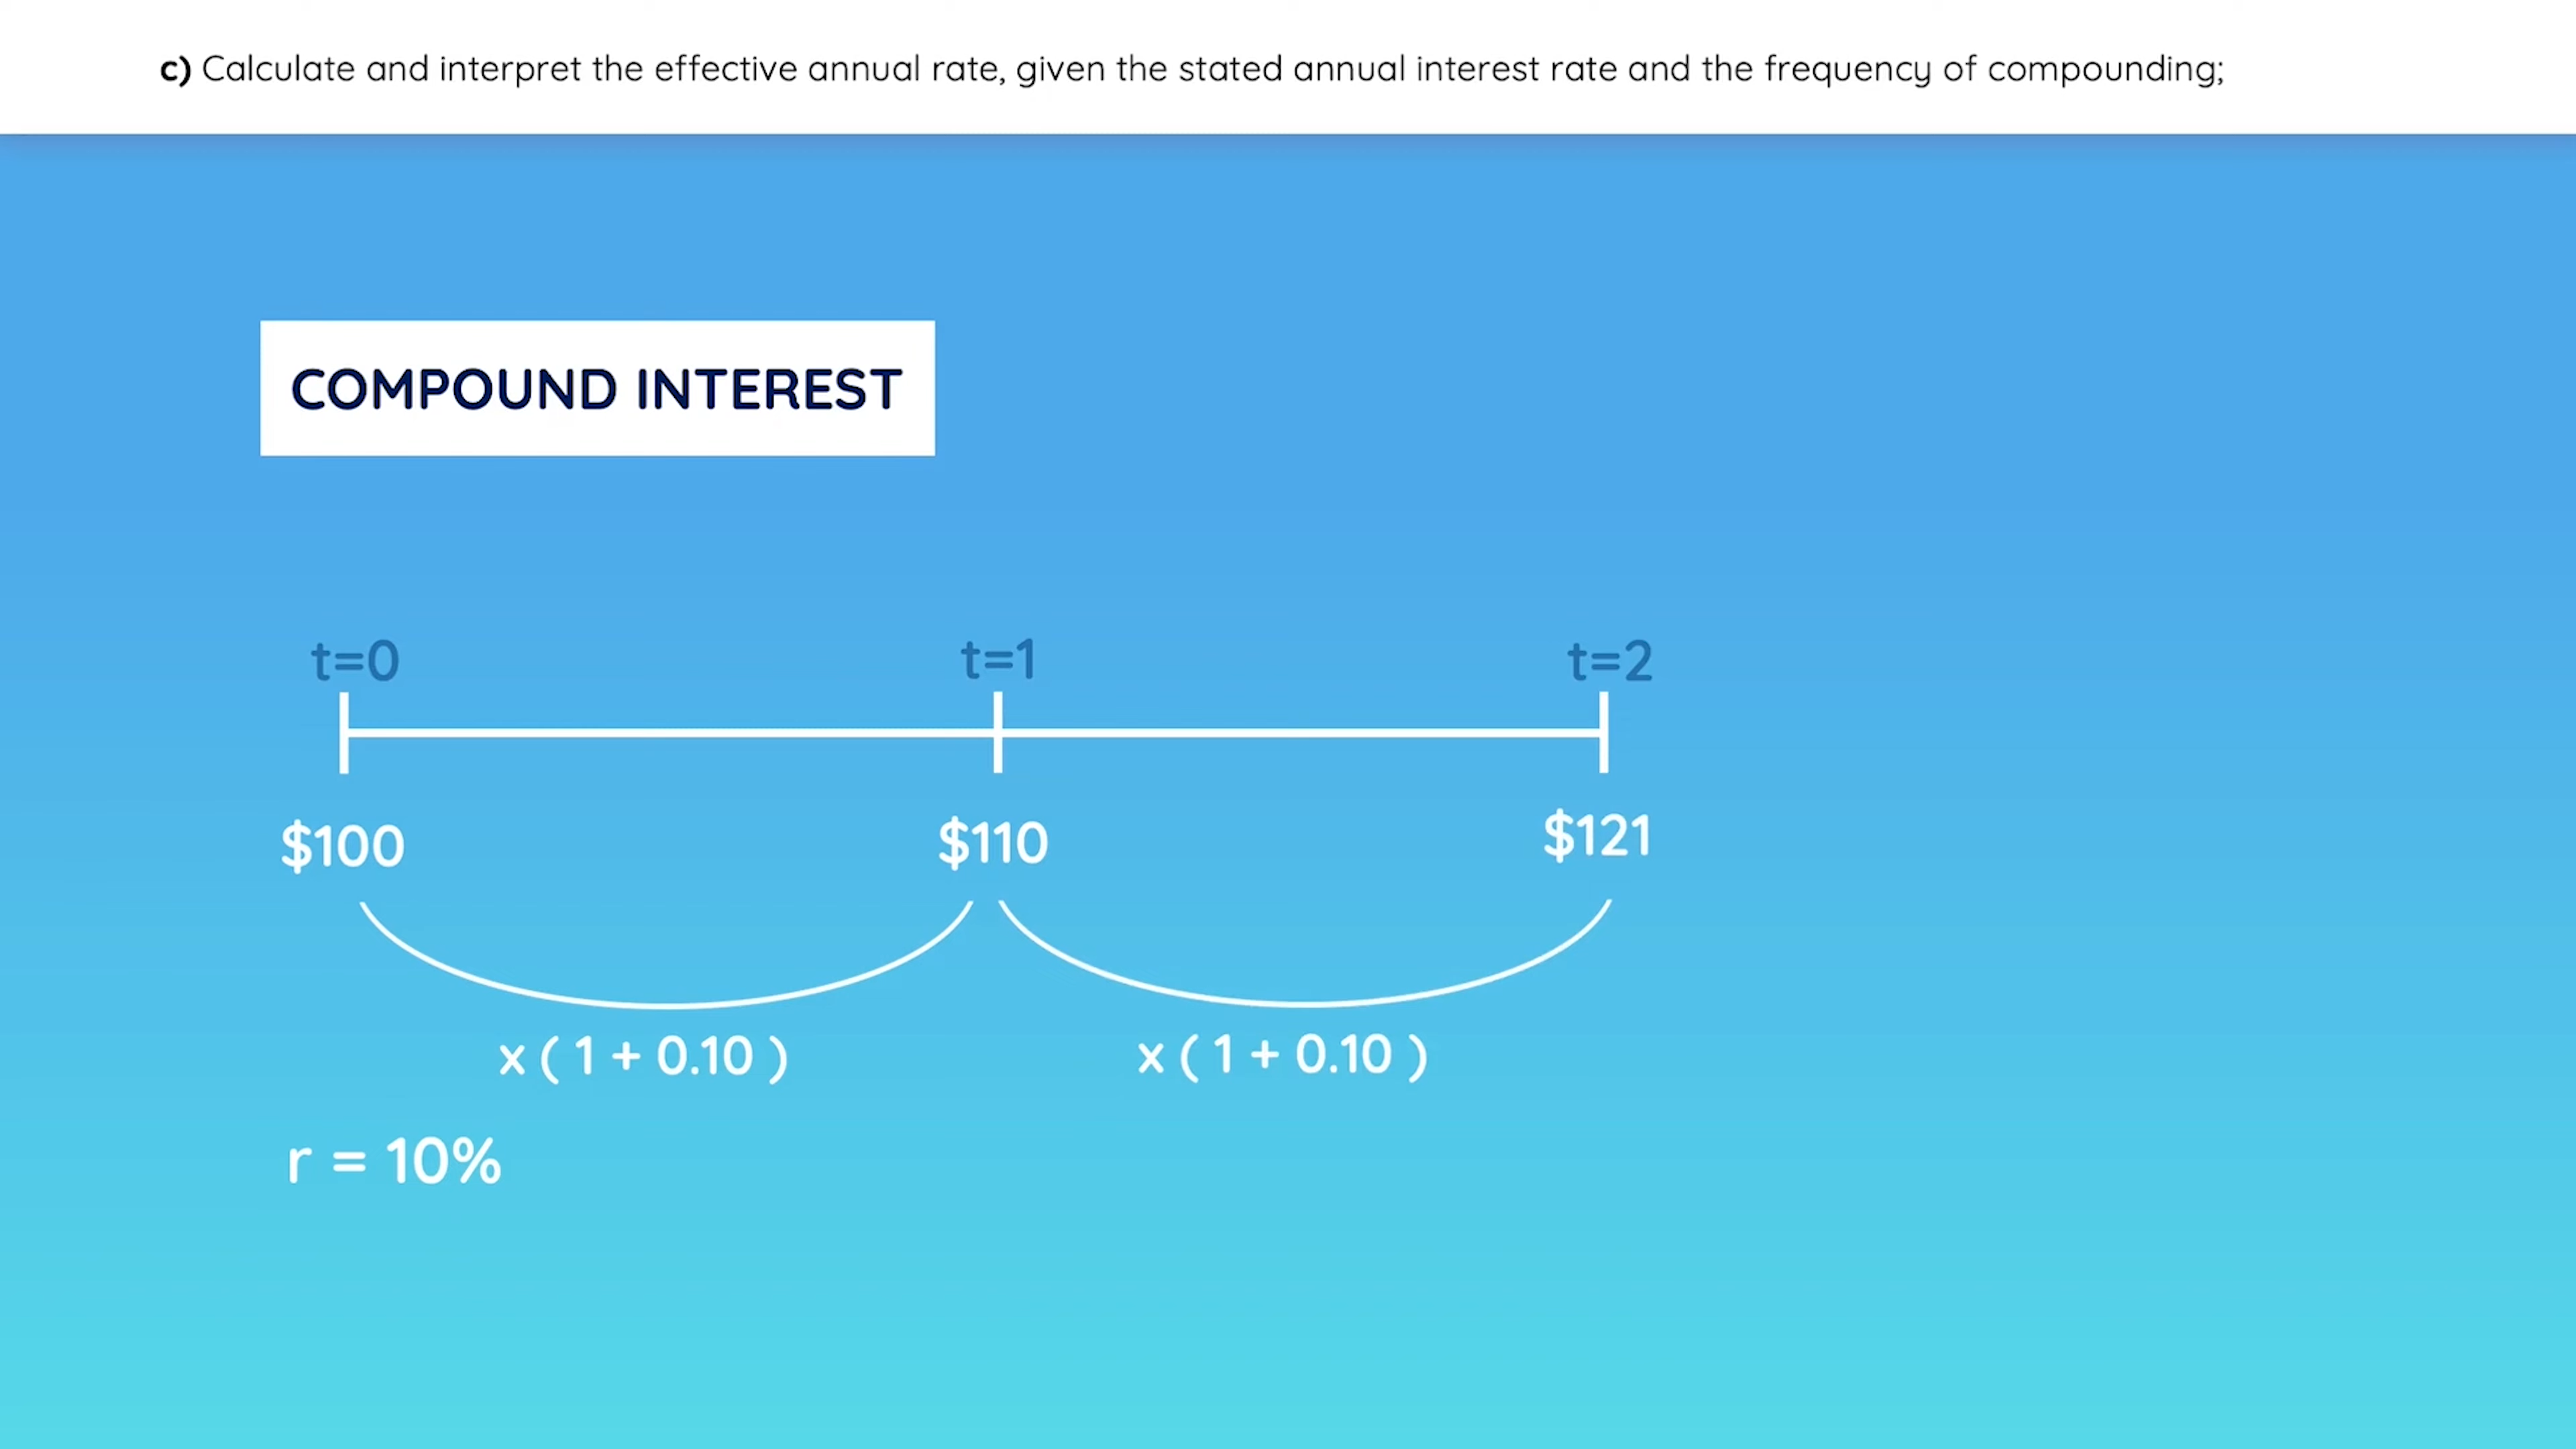 c) Calculate and interpret the effective annual rate, given the stated annual interest rate and the frequency of compounding;
COMPOUND INTEREST
t=0 t=1 t=2
$100 $110 $121
x ( 1 + 0.10 ) x ( 1 + 0.10 )
r = 10%